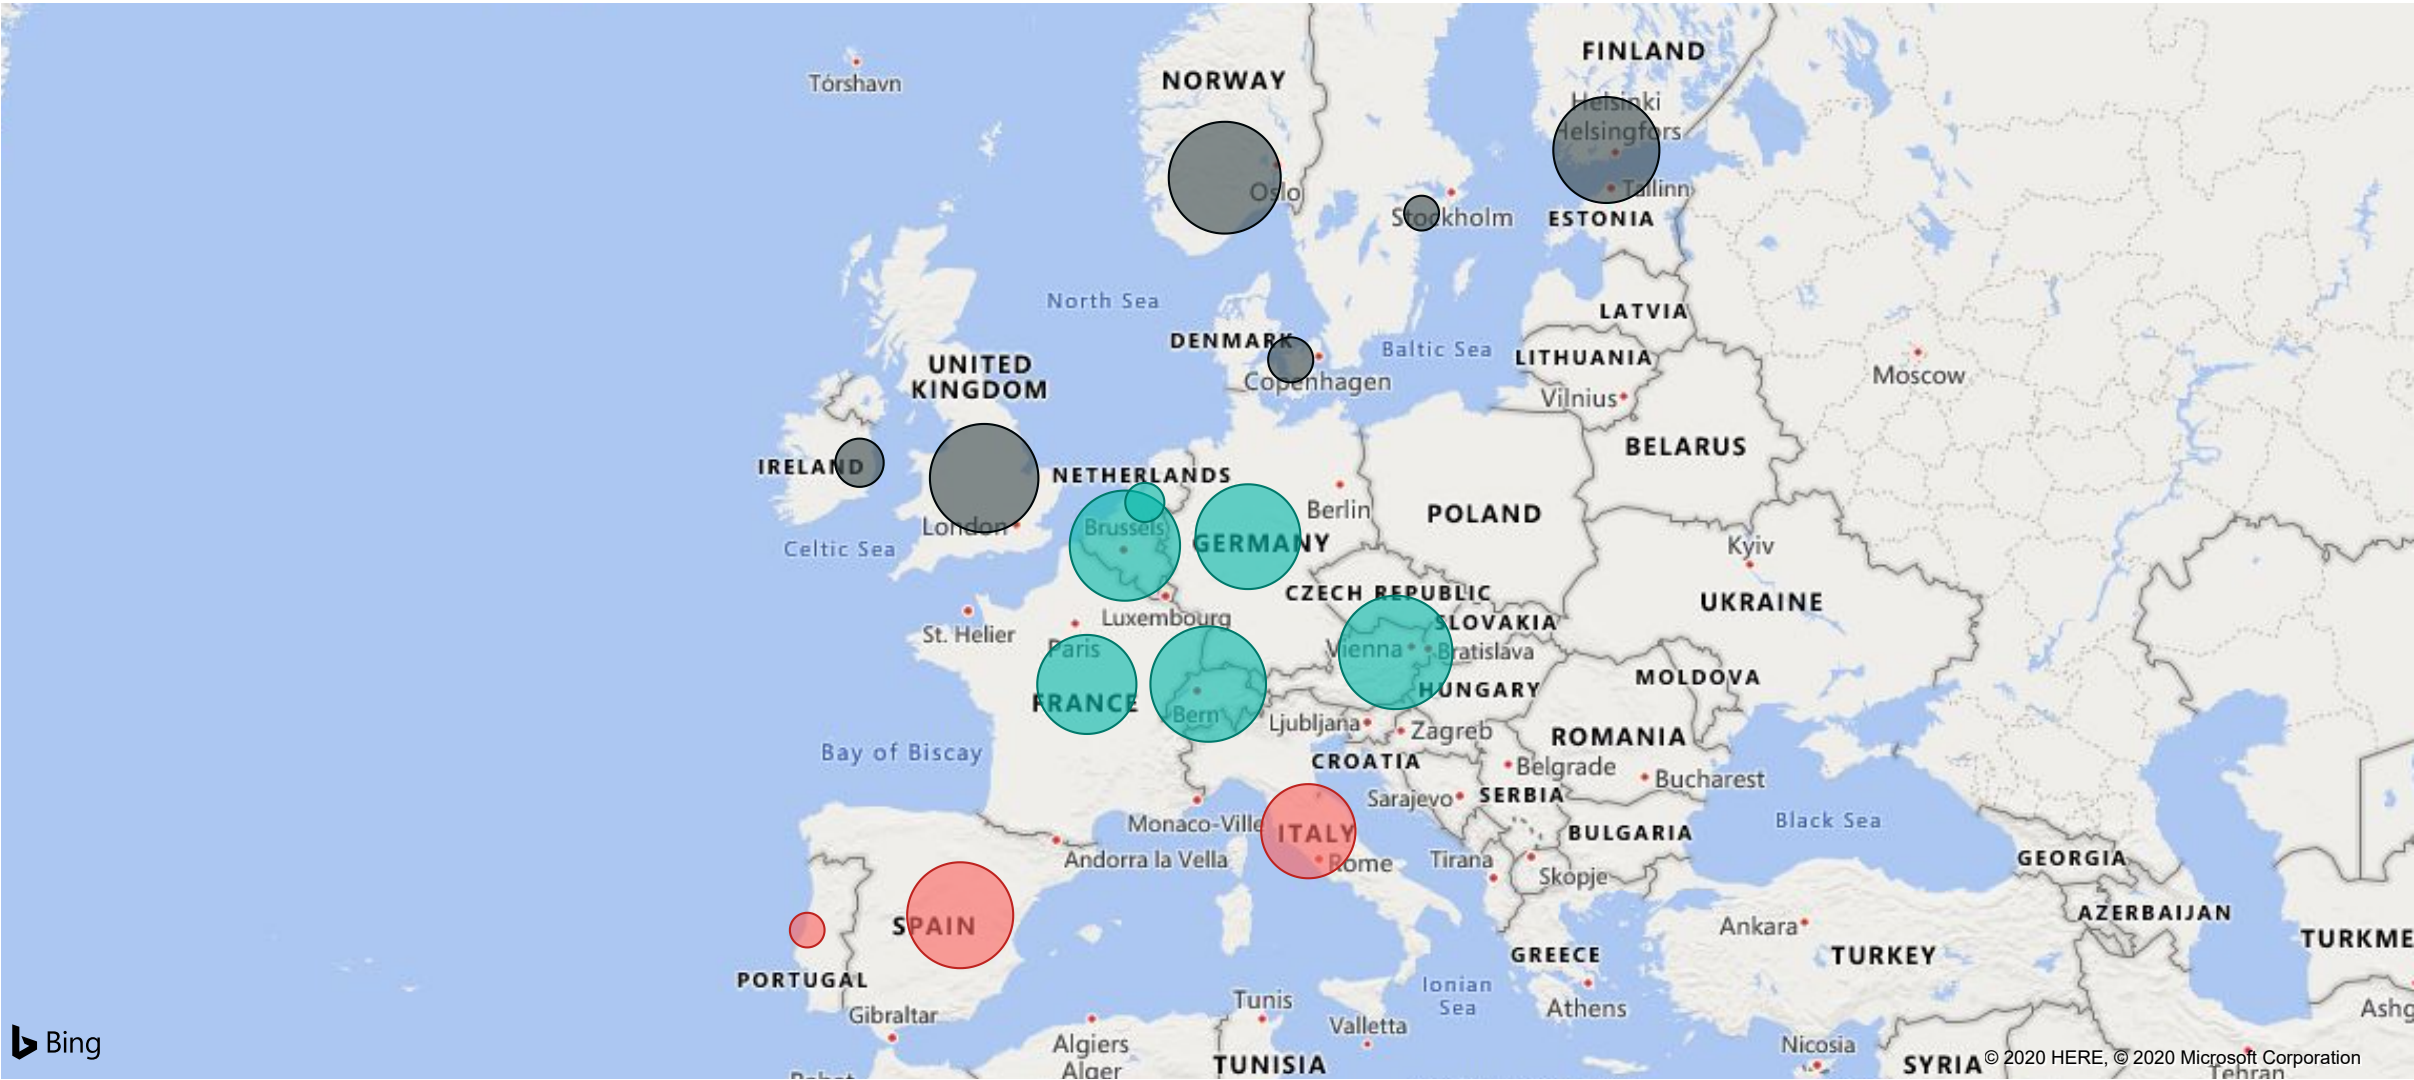 FINLAND
Tórshavn
NORWAY
Helsinki
Helsingfors
Oslo
Tallinn
Stockholm
ESTONIA
North Sea
LATVIA
DENMARK
Baltic Sea
LITHUANIA
UNITED
KINGDOM
Copenhagen
Moscow
Vilnius
BELARUS
IRELAND
NETHERLANDS
Berlin
POLAND
London
Brussels
Celtic Sea
GERMANY
Kyiv
CZECH REPUBLIC
UKRAINE
Luxembourg
SLOVAKIA
St. Helier
Paris
Vienna
Bratislava
MOLDOVA
HUNGARY
FRANCE
Bern
Ljubljana
Zagreb
ROMANIA
Bay of Biscay
CROATIA
Belgrade
Bucharest
Sarajevo
SERBIA
Monaco-Ville
ITALY
BULGARIA
Black Sea
Andorra la Vella
Rome
Tirana
GEORGIA
Skopje
SPAIN
AZERBAIJAN
Ankara
TURKME
GREECE
TURKEY
PORTUGAL
Ionian
Sea
Tunis
Gibraltar
Athens
Ashg
Valletta
Bing
Algiers
Alger
Nicosia
TUNISIA
SYRIA
© 2020 HERE, © 2020 Microsoft Corporation
Tehran